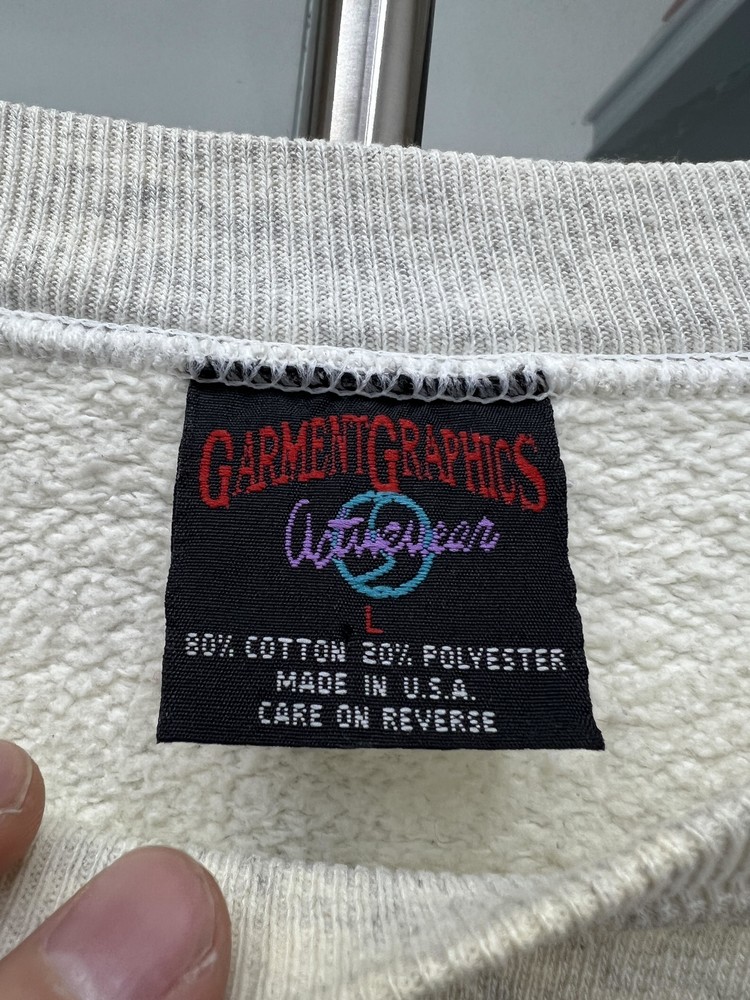 GARMENTGRAPHICS
Activewear
L
80% COTTON 20% POLYESTER
MADE IN U.S.A.
CARE ON REVERSE